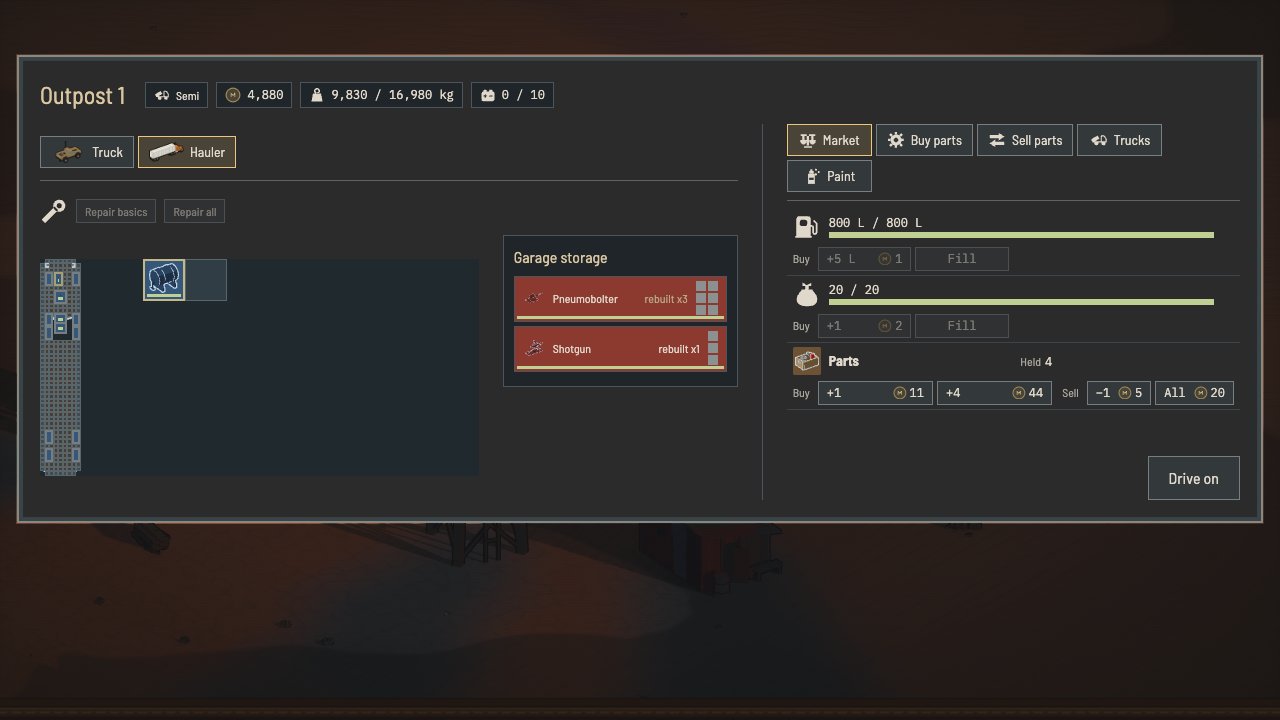 Outpost 1
Semi
4,880
9,830 / 16,980 kg
0 / 10
Truck
Hauler
Repair basics
Repair all
Garage storage
Pneumobolter rebuilt x3
Shotgun rebuilt x1
Market
Buy parts
Sell parts
Trucks
Paint
800 L / 800 L
Buy +5 L 1 Fill
20 / 20
Buy +1 2 Fill
Parts Held 4
Buy +1 11 +4 44 Sell −1 5 All 20
Drive on